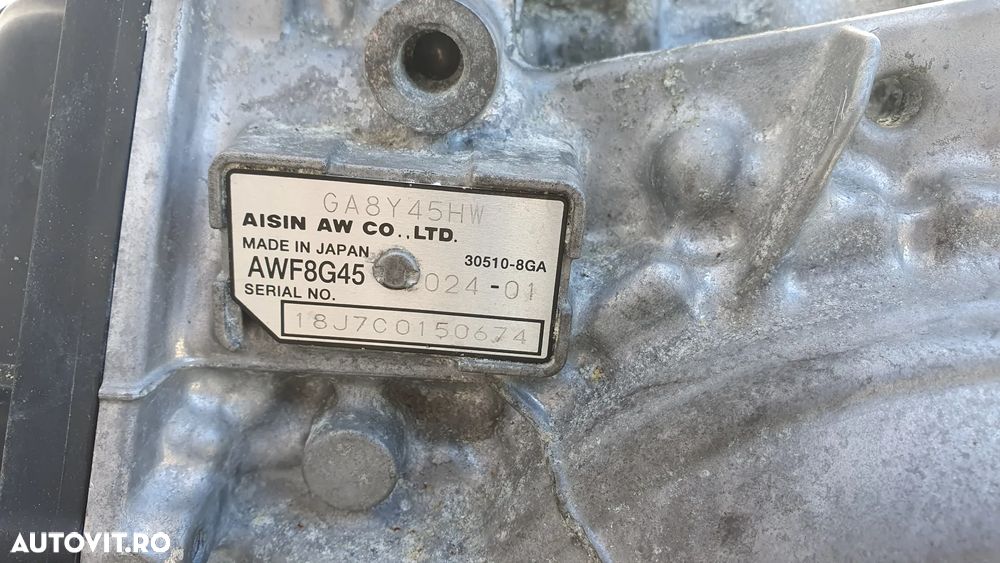 GA8Y45HW
AISIN AW CO.,LTD.
MADE IN JAPAN
30510-8GA
AWF8G45
024-01
SERIAL NO.
18J7C0150674
AUTOVIT.RO